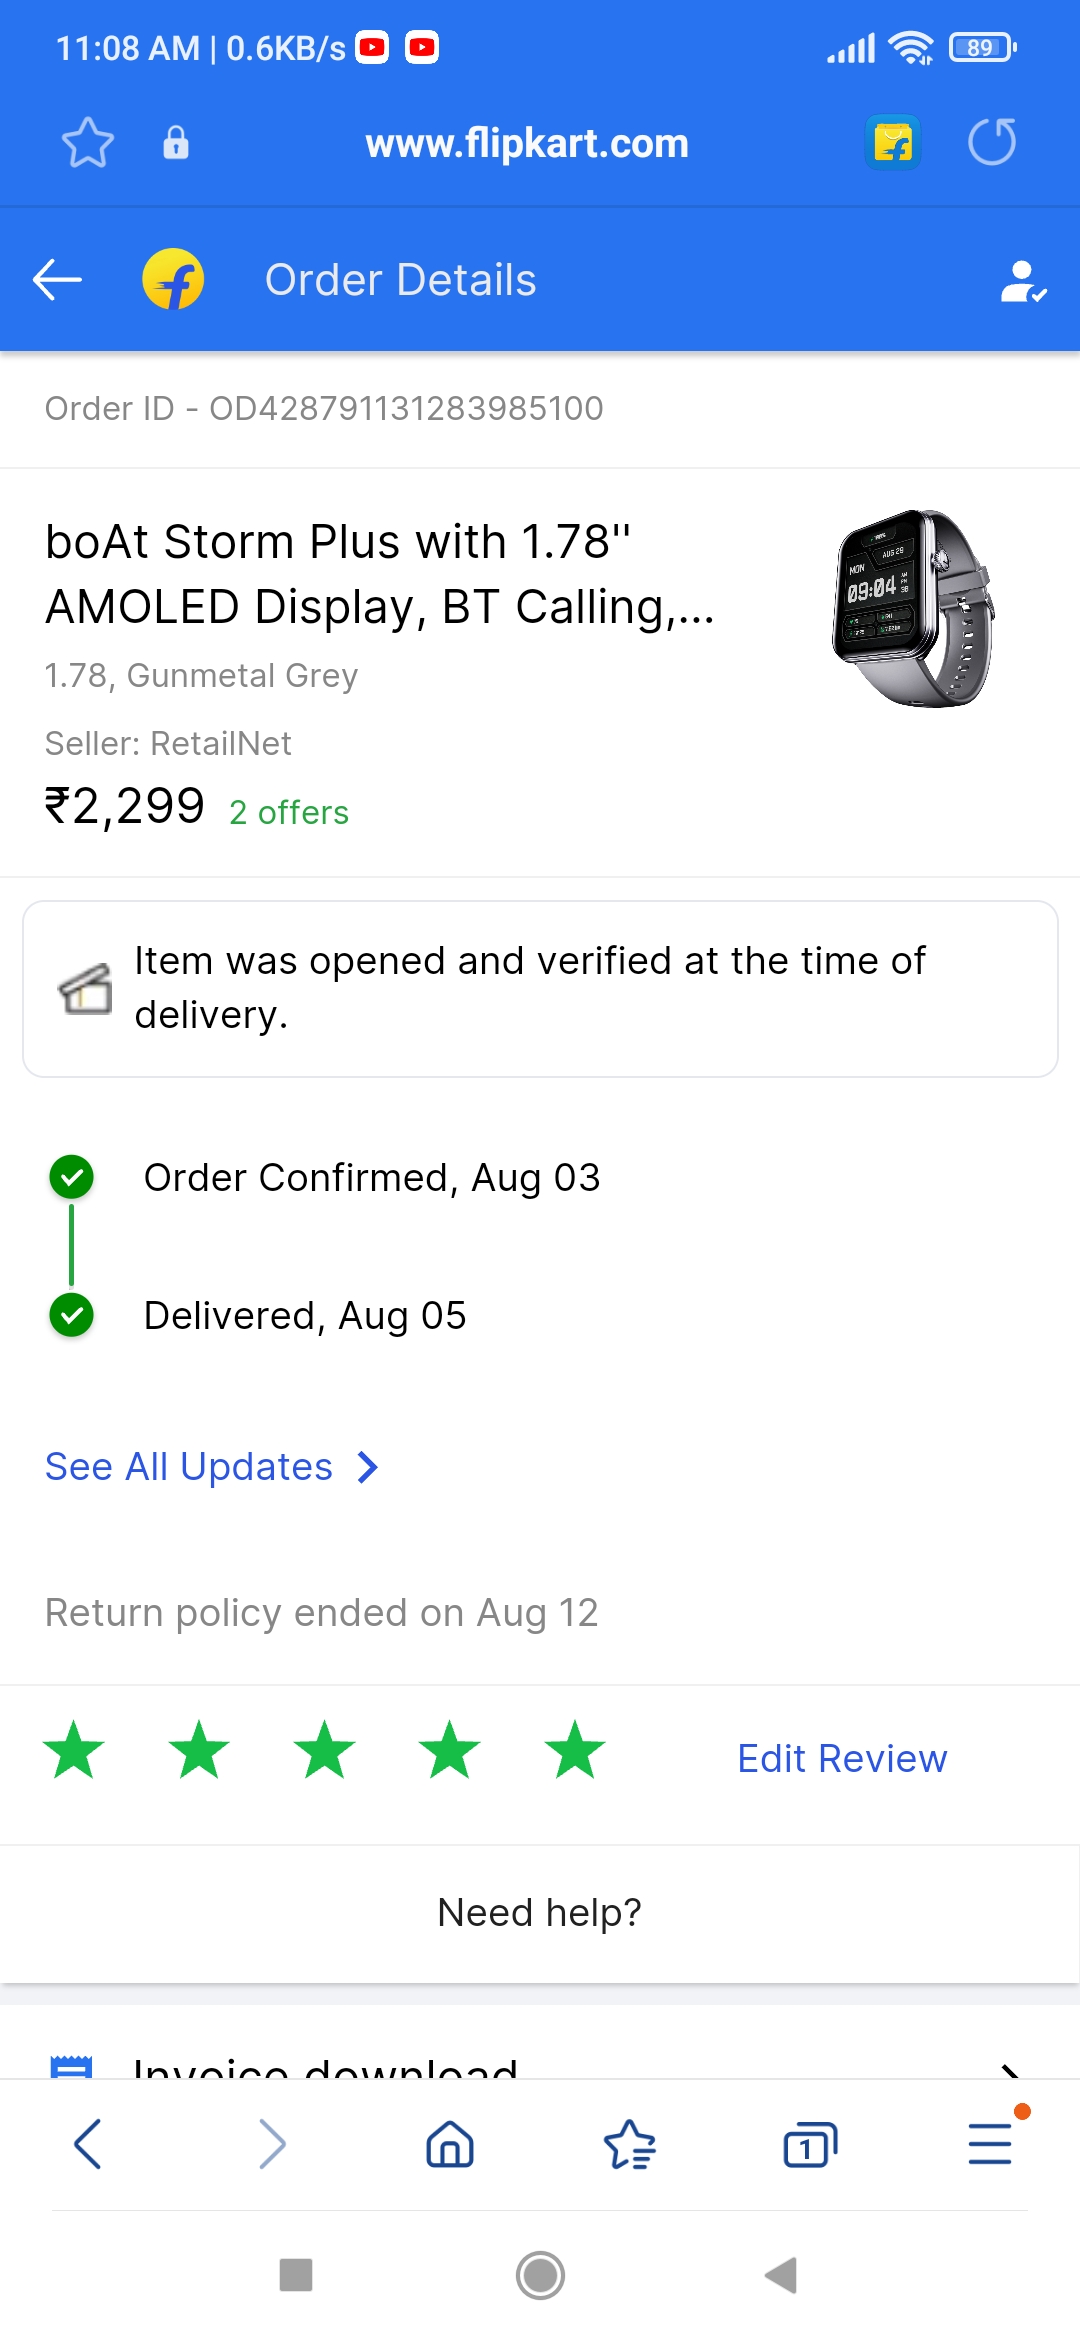 11:08 AM | 0.6KB/s
89
www.flipkart.com
Order Details
Order ID - OD428791131283985100
boAt Storm Plus with 1.78"
AMOLED Display, BT Calling,...
1.78, Gunmetal Grey
Seller: RetailNet
₹2,299 2 offers
AUG 29
MON
09:04
Item was opened and verified at the time of
delivery.
Order Confirmed, Aug 03
Delivered, Aug 05
See All Updates
Return policy ended on Aug 12
Edit Review
Need help?
Invoice download
1